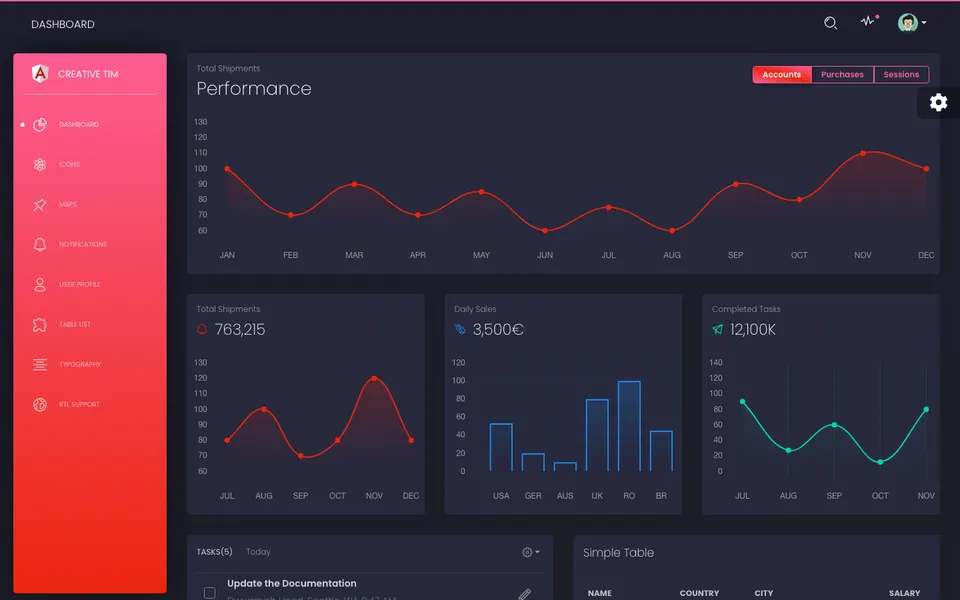 DASHBOARD
CREATIVE TIM
DASHBOARD
ICONS
MAPS
NOTIFICATIONS
USER PROFILE
TABLE LIST
TYPOGRAPHY
RTL SUPPORT
Total Shipments
Performance
Accounts Purchases Sessions
130
120
110
100
90
80
70
60
JAN FEB MAR APR MAY JUN JUL AUG SEP OCT NOV DEC
Total Shipments
763,215
130
120
110
100
90
80
70
60
JUL AUG SEP OCT NOV DEC
Daily Sales
3,500€
120
100
80
60
40
20
0
USA GER AUS UK RO BR
Completed Tasks
12,100K
140
120
100
80
60
40
20
0
JUL AUG SEP OCT NOV
TASKS(5) Today
Update the Documentation
Simple Table
NAME COUNTRY CITY SALARY